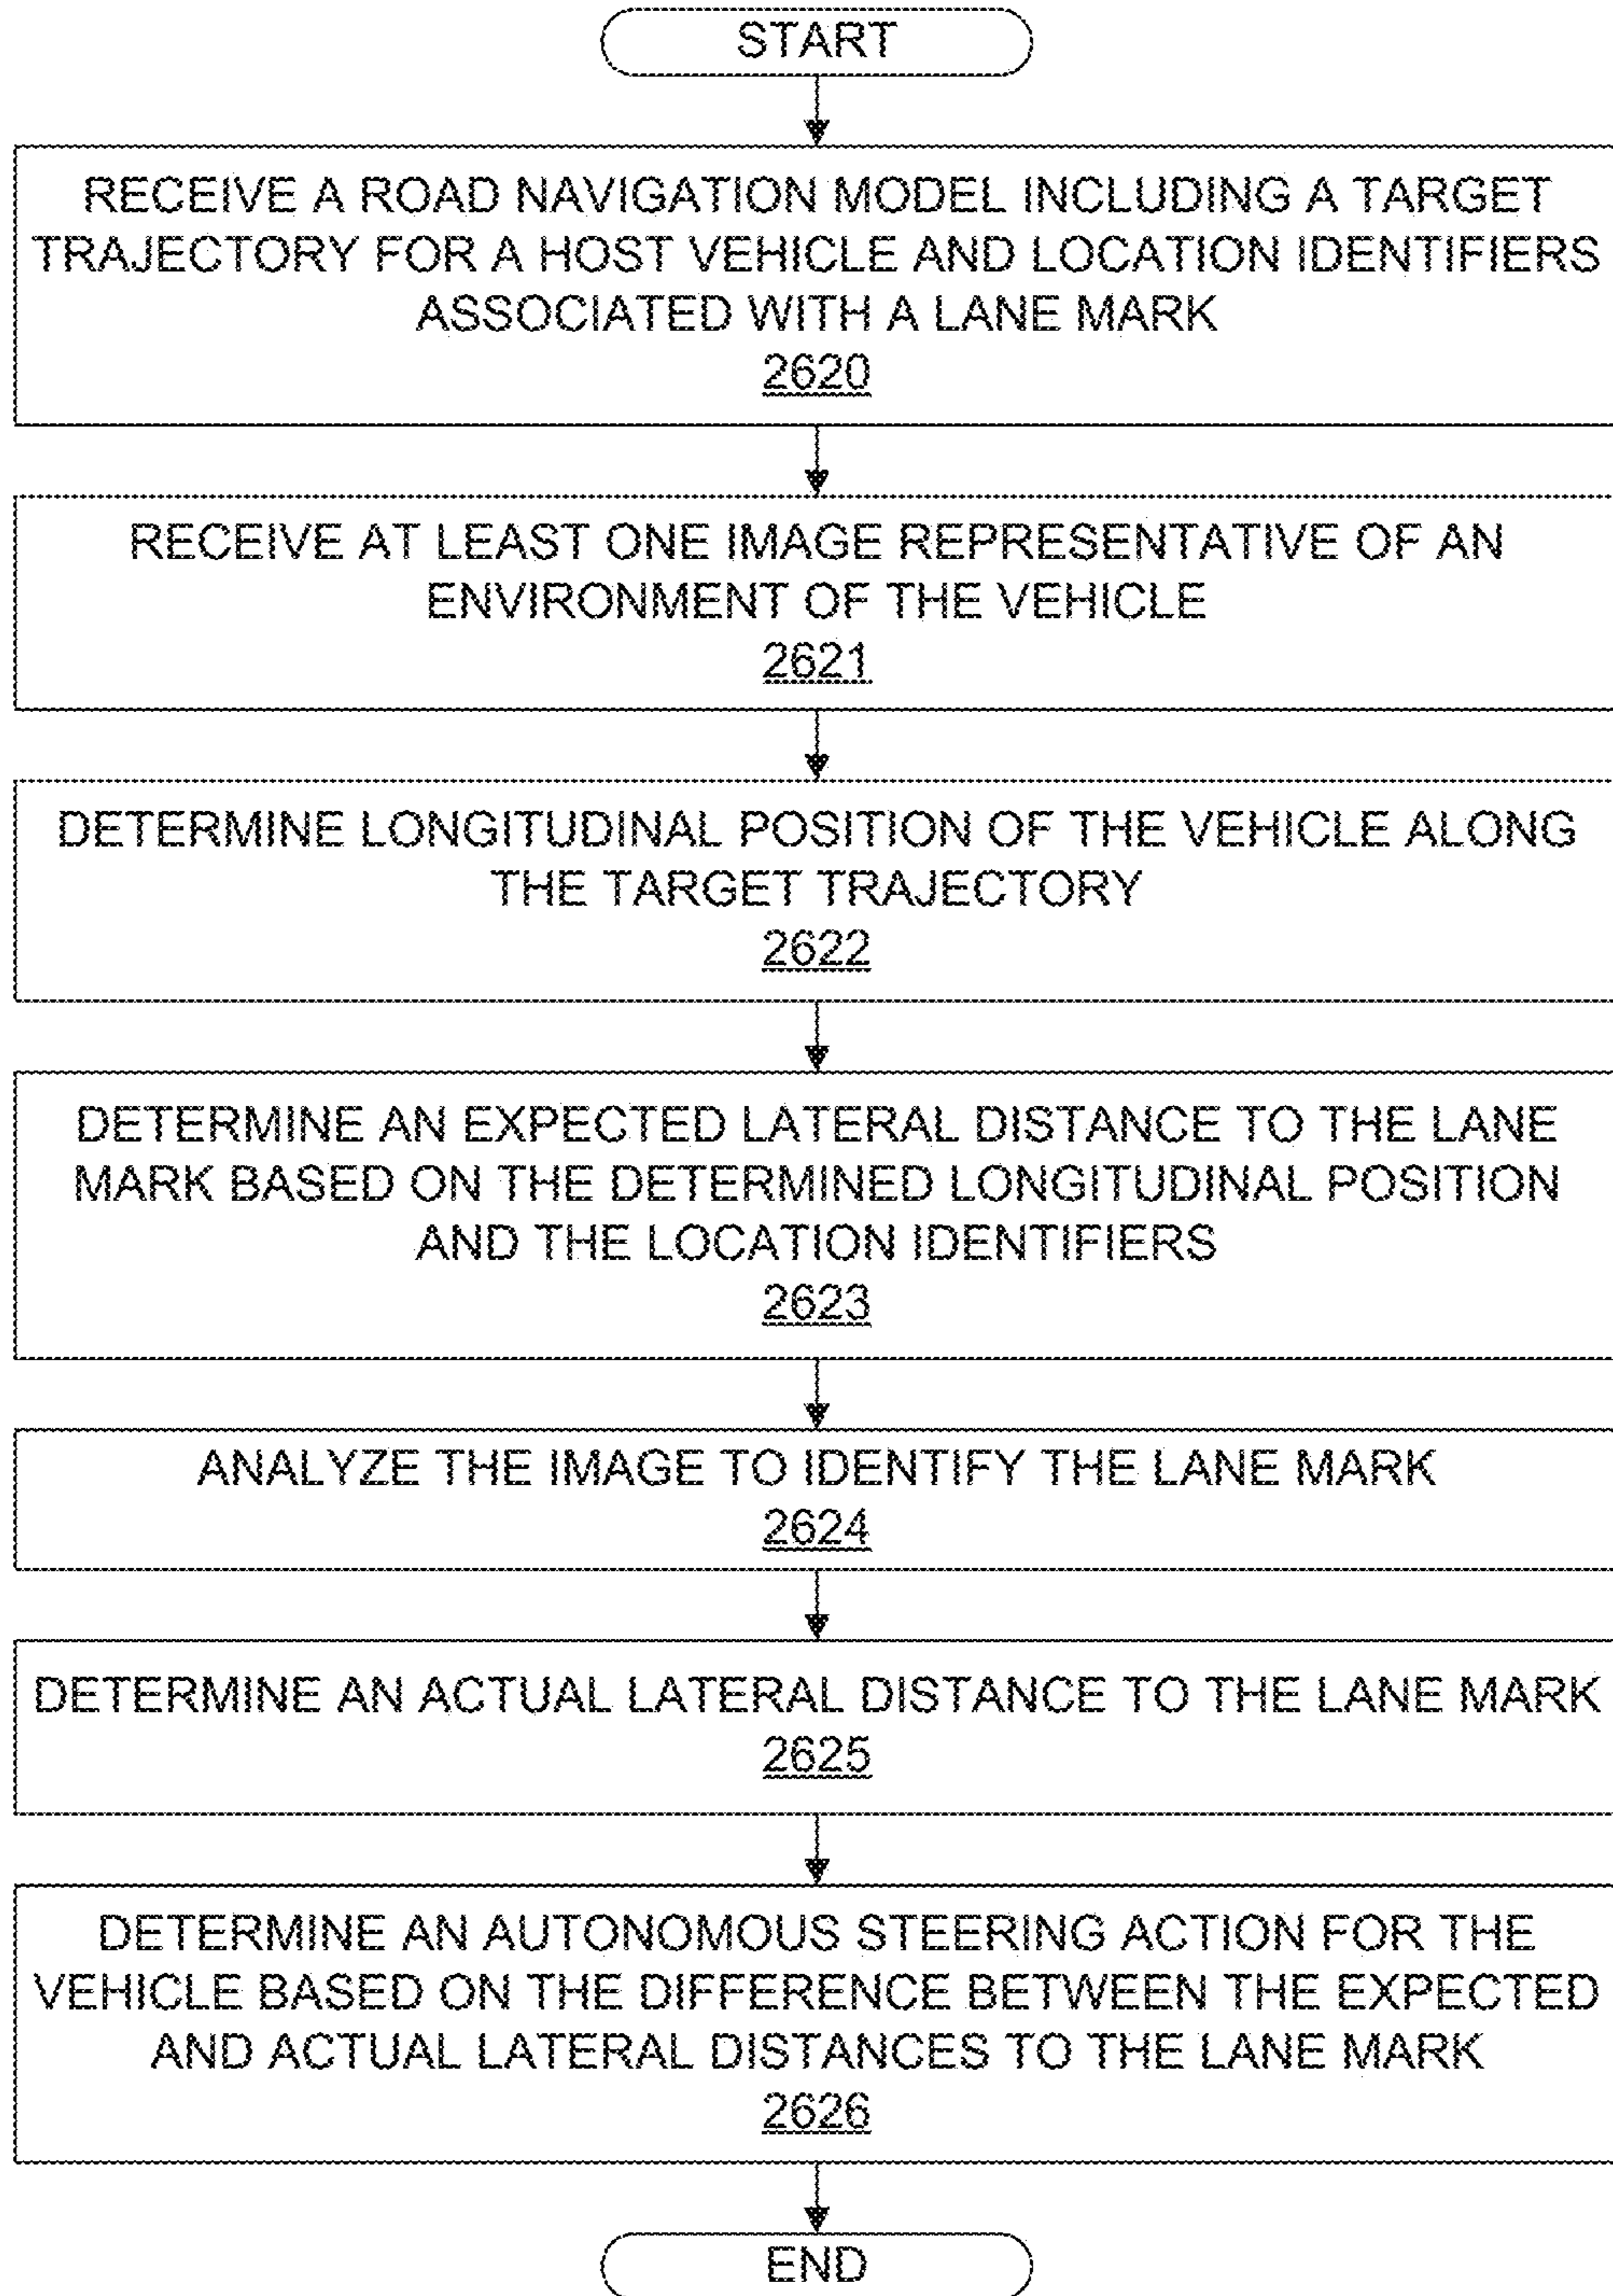 START
RECEIVE A ROAD NAVIGATION MODEL INCLUDING A TARGET
TRAJECTORY FOR A HOST VEHICLE AND LOCATION IDENTIFIERS
ASSOCIATED WITH A LANE MARK
2620
RECEIVE AT LEAST ONE IMAGE REPRESENTATIVE OF AN
ENVIRONMENT OF THE VEHICLE
2621
DETERMINE LONGITUDINAL POSITION OF THE VEHICLE ALONG
THE TARGET TRAJECTORY
2622
DETERMINE AN EXPECTED LATERAL DISTANCE TO THE LANE
MARK BASED ON THE DETERMINED LONGITUDINAL POSITION
AND THE LOCATION IDENTIFIERS
2623
ANALYZE THE IMAGE TO IDENTIFY THE LANE MARK
2624
DETERMINE AN ACTUAL LATERAL DISTANCE TO THE LANE MARK
2625
DETERMINE AN AUTONOMOUS STEERING ACTION FOR THE
VEHICLE BASED ON THE DIFFERENCE BETWEEN THE EXPECTED
AND ACTUAL LATERAL DISTANCES TO THE LANE MARK
2626
END